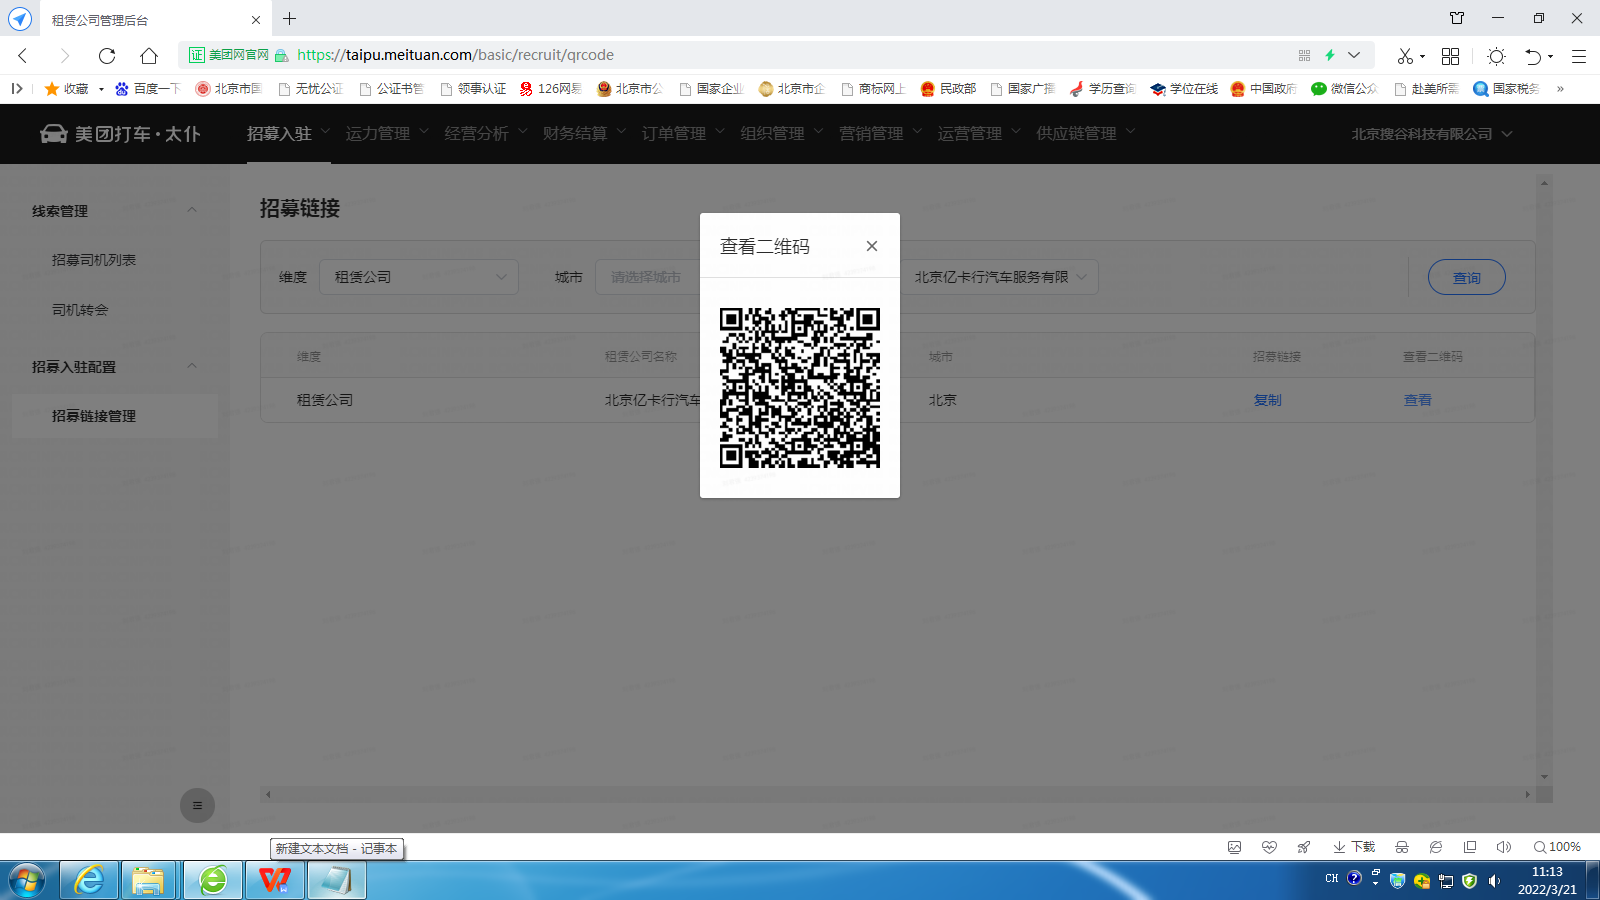 租赁公司管理后台
证 美团网官网 https://taipu.meituan.com/basic/recruit/qrcode
收藏 百度一下 北京市国 无忧公证 公证书管 领事认证 126网易 北京市公 国家企业 北京市企 商标网上 民政部 国家广播 学历查询 学位在线 中国政府 微信公众 赴美所需 国家税务 »
美团打车·太仆 招募入驻 运力管理 经营分析 财务结算 订单管理 组织管理 营销管理 运营管理 供应链管理 北京搜谷科技有限公司
线索管理
招募司机列表
司机转会
招募入驻配置
招募链接管理
招募链接
维度 租赁公司 城市 请选择城市 北京亿卡行汽车服务有限 查询
维度 租赁公司名称 城市 招募链接 查看二维码
租赁公司 北京亿卡行汽车 北京 复制 查看
查看二维码
下载 100%
新建文本文档 - 记事本
CH
11:13
2022/3/21